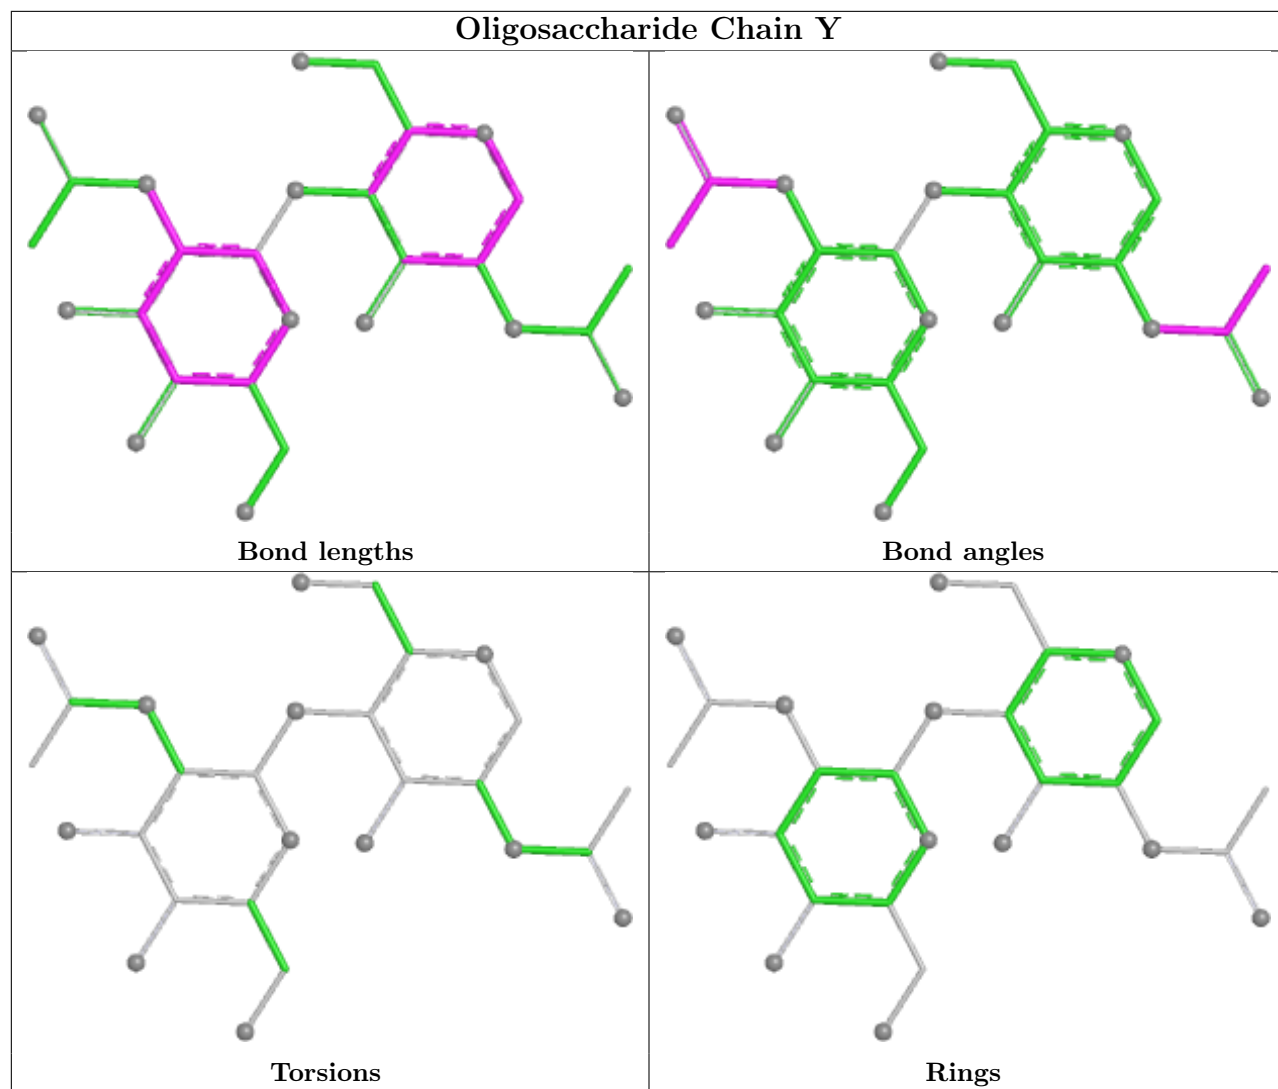 Oligosaccharide Chain Y
Bond lengths
Bond angles
Torsions
Rings